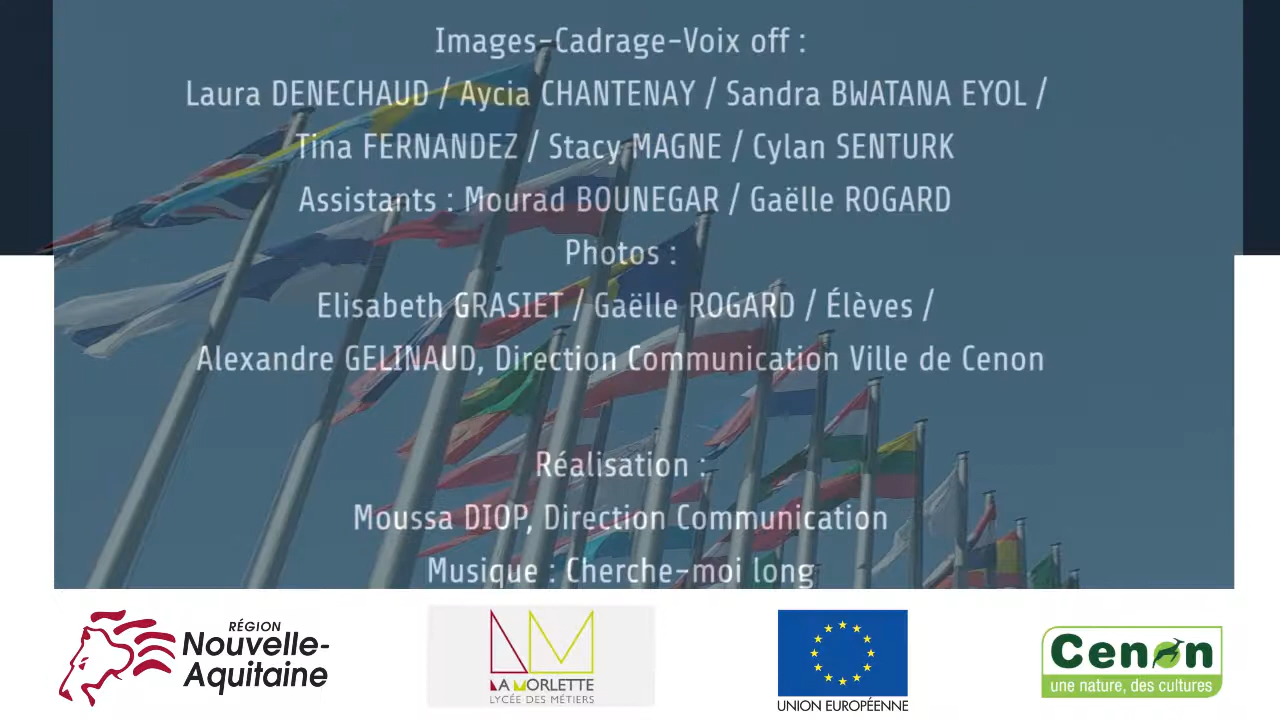 Images-Cadrage-Voix off :
Laura DENECHAUD / Aycia CHANTENAY / Sandra BWATANA EYOL /
Tina FERNANDEZ / Stacy MAGNE / Cylan SENTURK
Assistants : Mourad BOUNEGAR / Gaëlle ROGARD
Photos :
Elisabeth GRASIET / Gaëlle ROGARD / Élèves /
Alexandre GELINAUD, Direction Communication Ville de Cenon
Réalisation :
Moussa DIOP, Direction Communication
Musique : Cherche-moi long
RÉGION
Nouvelle-
Aquitaine
LA MORLETTE
LYCÉE DES MÉTIERS
UNION EUROPÉENNE
Cenon
une nature, des cultures